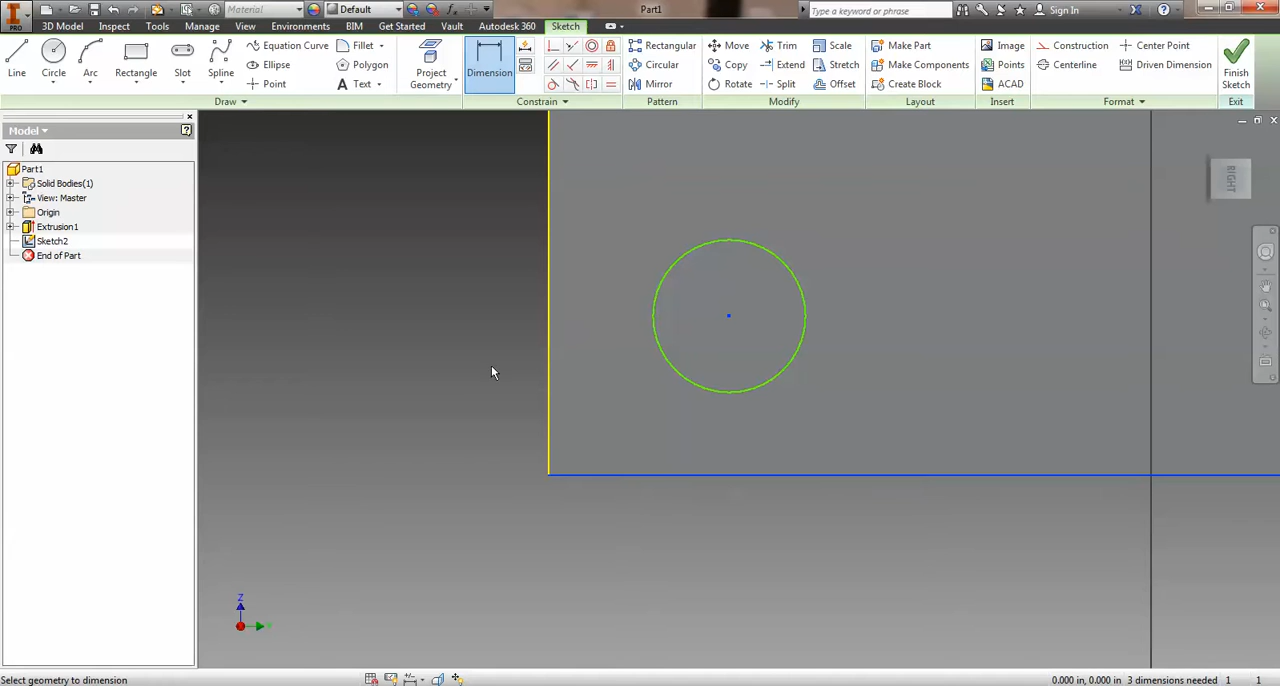 PRO
Material
Default
Part1
Type a keyword or phrase
Sign In
3D Model Inspect Tools Manage View Environments BIM Get Started Vault Autodesk 360 Sketch
Line
Circle
Arc
Rectangle
Slot
Spline
Equation Curve
Ellipse
Point
Fillet
Polygon
A Text
Project Geometry
Dimension
Rectangular
Circular
Mirror
Move
Copy
Rotate
Trim
Extend
Split
Scale
Stretch
Offset
Make Part
Make Components
Create Block
Image
Points
ACAD
Construction
Centerline
Center Point
Driven Dimension
Finish Sketch
Draw Constrain Pattern Modify Layout Insert Format Exit
Model
Part1
Solid Bodies(1)
View: Master
Origin
Extrusion1
Sketch2
End of Part
RIGHT
Z
Select geometry to dimension
0.000 in, 0.000 in 3 dimensions needed 1 1